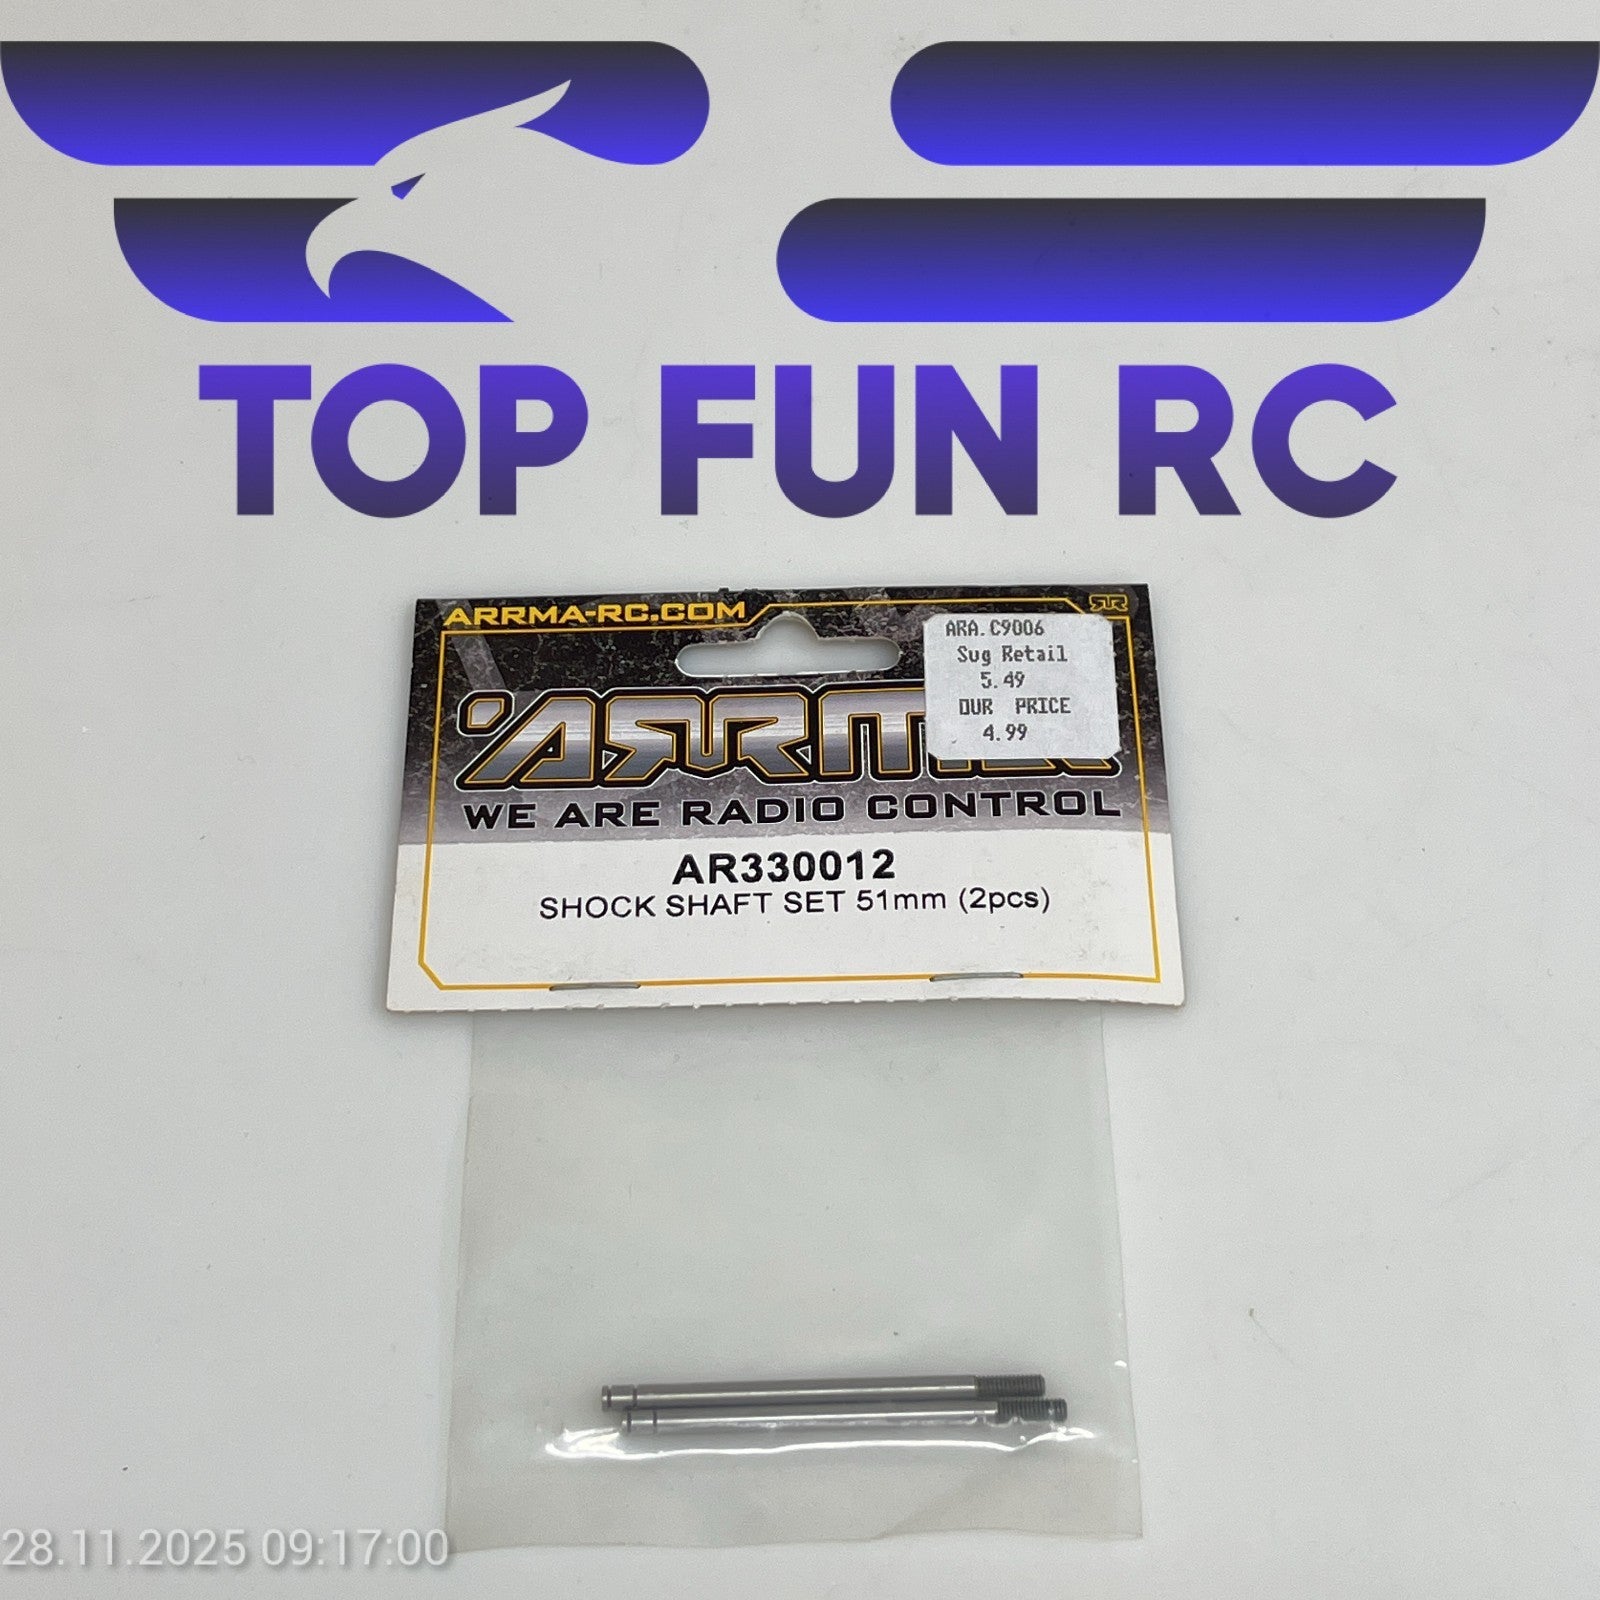 TOP FUN RC
ARRMA-RC.COM
ARA.C9006
Sug Retail
5.49
OUR PRICE
4.99
ARRMA
WE ARE RADIO CONTROL
AR330012
SHOCK SHAFT SET 51mm (2pcs)
28.11.2025 09:17:00